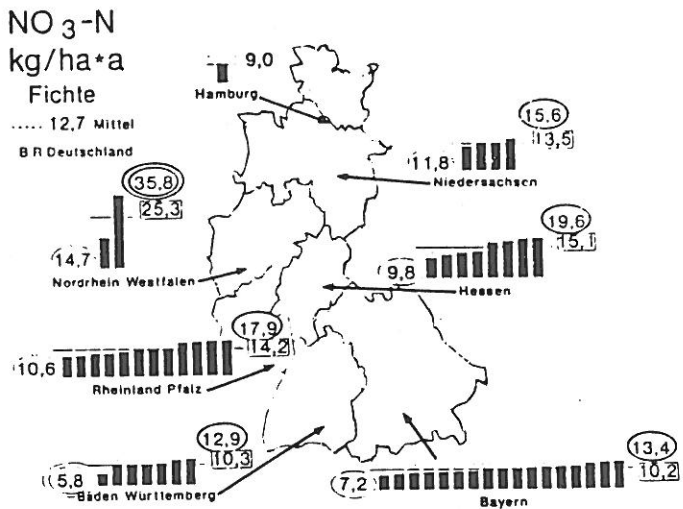 NO 3-N
kg/ha*a
Fichte
..... 12,7 Mittel
B R Deutschland
9,0
Hamburg
15,6
13,5
11,8
Niedersachsen
35,8
25,3
14,7
Nordrhein Westfalen
19,6
15,1
9,8
Hessen
17,9
14,2
10,6
Rheinland Pfalz
12,9
10,3
5,8
Baden Württemberg
13,4
10,2
7,2
Bayern